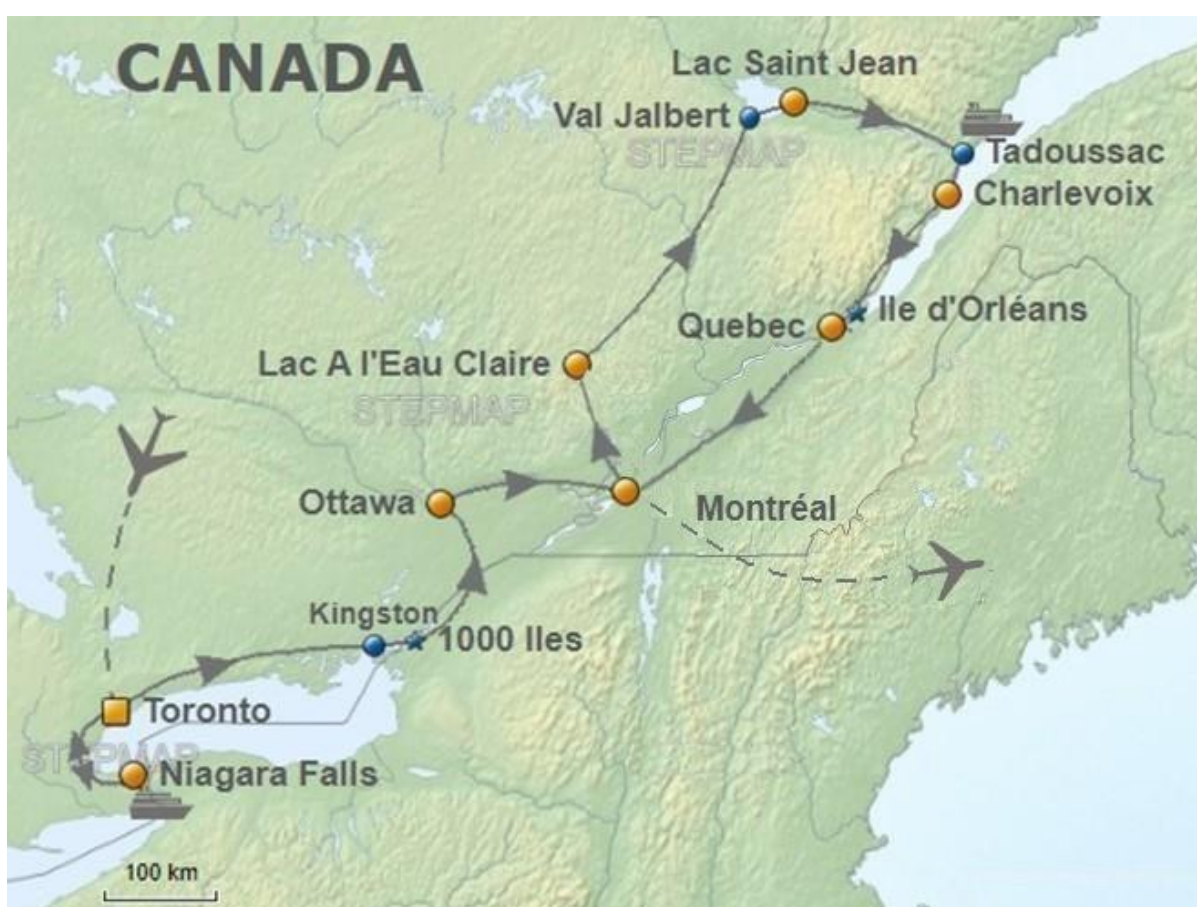 CANADA
Lac Saint Jean
Val Jalbert
STEPMAP
Tadoussac
Charlevoix
Ile d'Orléans
Quebec
Lac A l'Eau Claire
STEPMAP
Ottawa
Montréal
Kingston
1000 Iles
Toronto
STEPMAP
Niagara Falls
100 km